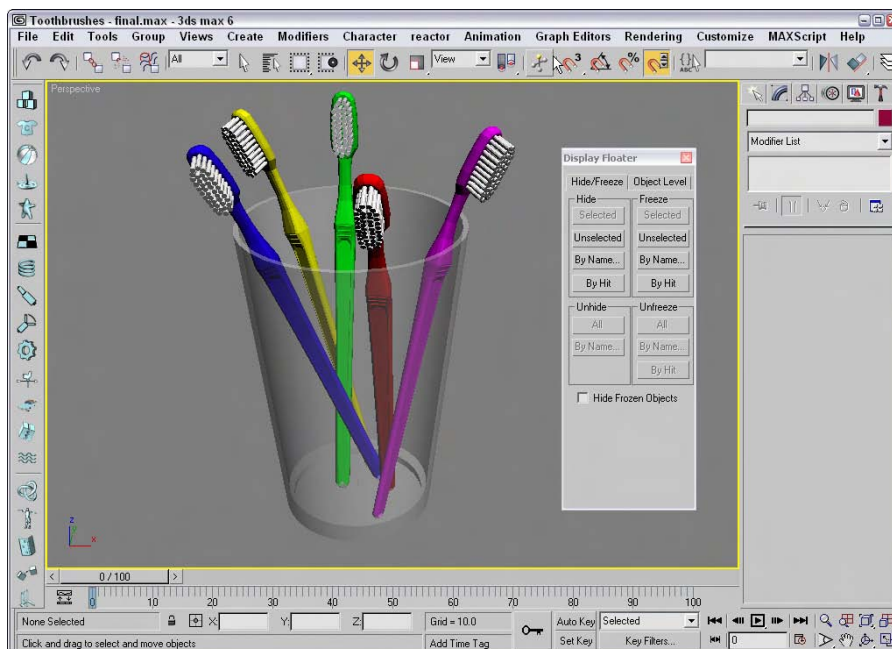 Toothbrushes - final.max - 3ds max 6
File Edit Tools Group Views Create Modifiers Character reactor Animation Graph Editors Rendering Customize MAXScript Help
All
View
ABC
Perspective
Modifier List
Display Floater
Hide/Freeze Object Level
Hide Freeze
Selected Selected
Unselected Unselected
By Name... By Name...
By Hit By Hit
Unhide Unfreeze
All All
By Name... By Name...
By Hit
Hide Frozen Objects
z
y
x
< 0 / 100 >
0 10 20 30 40 50 60 70 80 90 100
None Selected X: Y: Z: Grid = 10.0 Auto Key Selected
0
Click and drag to select and move objects Add Time Tag Set Key Key Filters...